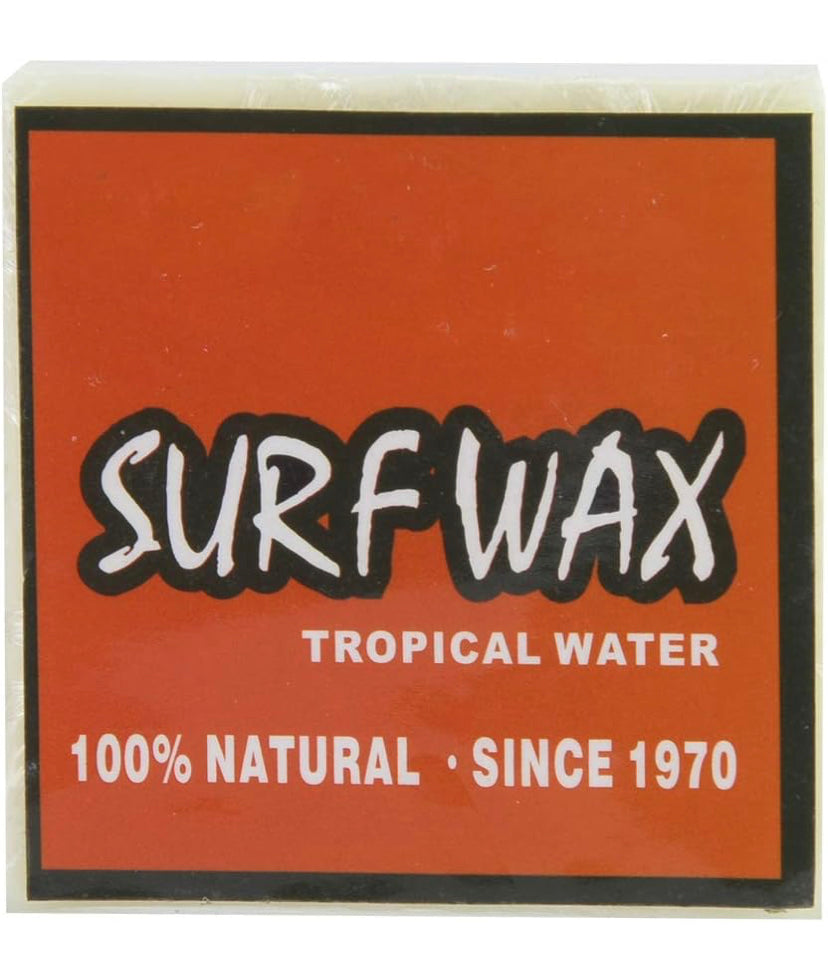 SURF WAX
TROPICAL WATER
100% NATURAL · SINCE 1970